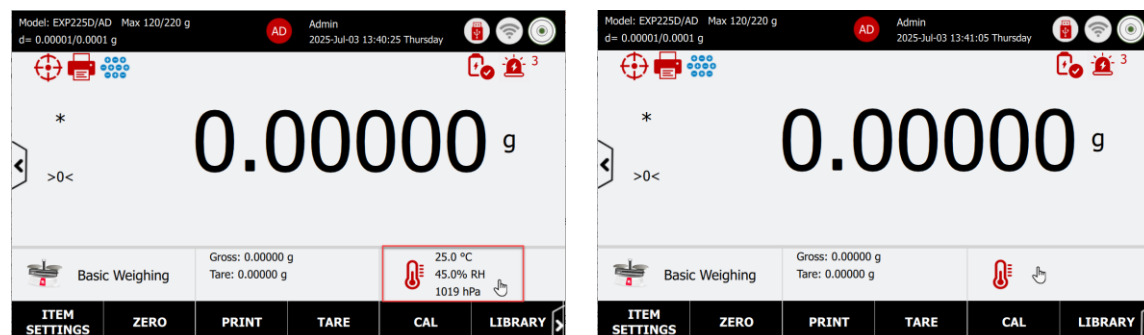 Model: EXP225D/AD Max 120/220 g
d= 0.00001/0.0001 g
AD
Admin
2025-Jul-03 13:40:25 Thursday
3
*
0.00000 g
>0<
Basic Weighing
Gross: 0.00000 g
Tare: 0.00000 g
25.0 °C
45.0% RH
1019 hPa
ITEM SETTINGS
ZERO
PRINT
TARE
CAL
LIBRARY
Model: EXP225D/AD Max 120/220 g
d= 0.00001/0.0001 g
AD
Admin
2025-Jul-03 13:41:05 Thursday
3
*
0.00000 g
>0<
Basic Weighing
Gross: 0.00000 g
Tare: 0.00000 g
ITEM SETTINGS
ZERO
PRINT
TARE
CAL
LIBRARY